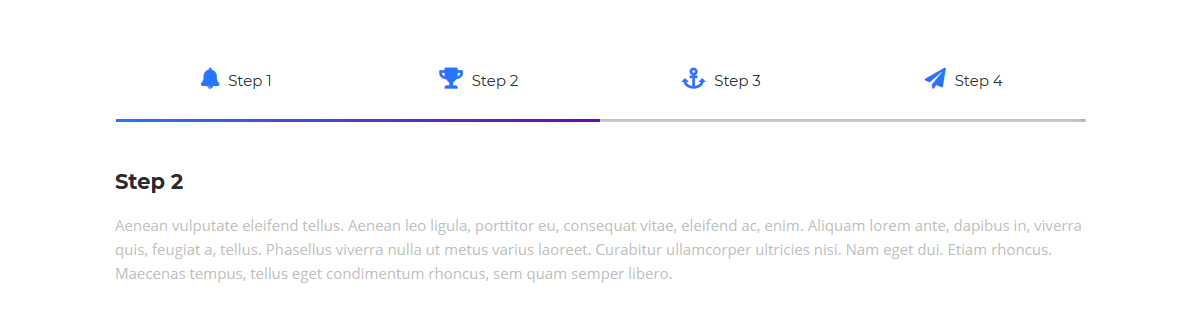 Step 1 Step 2 Step 3 Step 4
Step 2
Aenean vulputate eleifend tellus. Aenean leo ligula, porttitor eu, consequat vitae, eleifend ac, enim. Aliquam lorem ante, dapibus in, viverra
quis, feugiat a, tellus. Phasellus viverra nulla ut metus varius laoreet. Curabitur ullamcorper ultricies nisi. Nam eget dui. Etiam rhoncus.
Maecenas tempus, tellus eget condimentum rhoncus, sem quam semper libero.